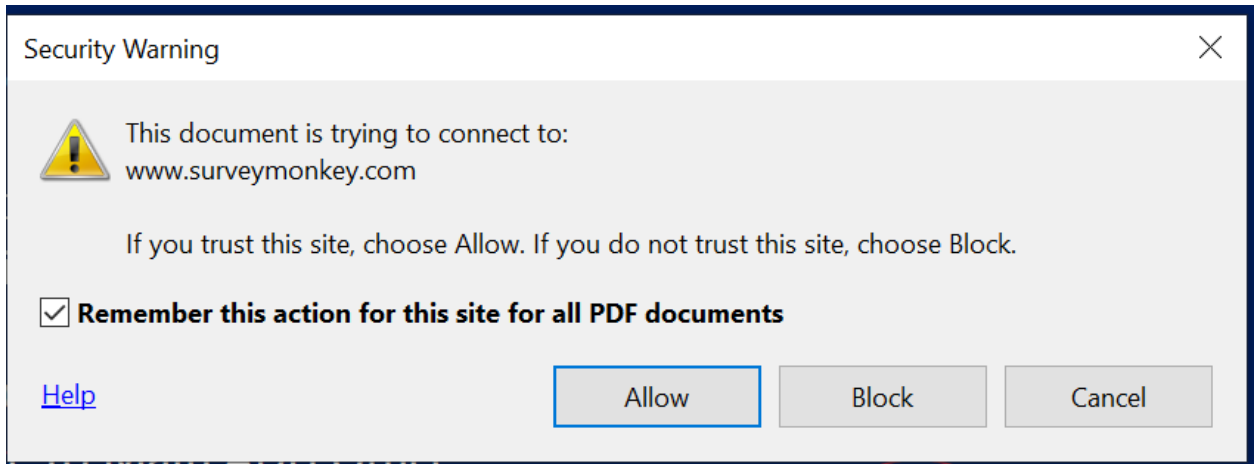 Security Warning
This document is trying to connect to:
www.surveymonkey.com
If you trust this site, choose Allow. If you do not trust this site, choose Block.
Remember this action for this site for all PDF documents
Help
Allow
Block
Cancel